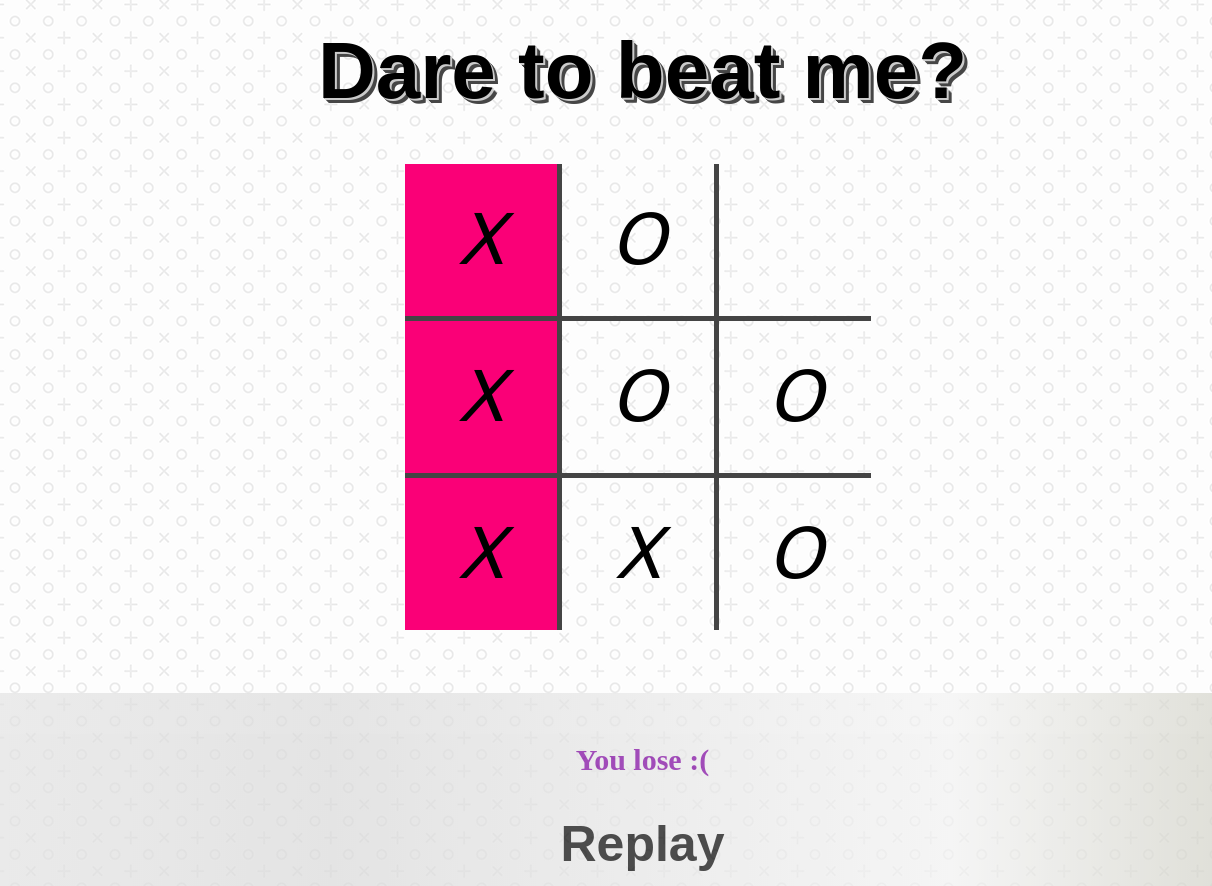 Dare to beat me?
X O
X O O
X X O
You lose :(
Replay